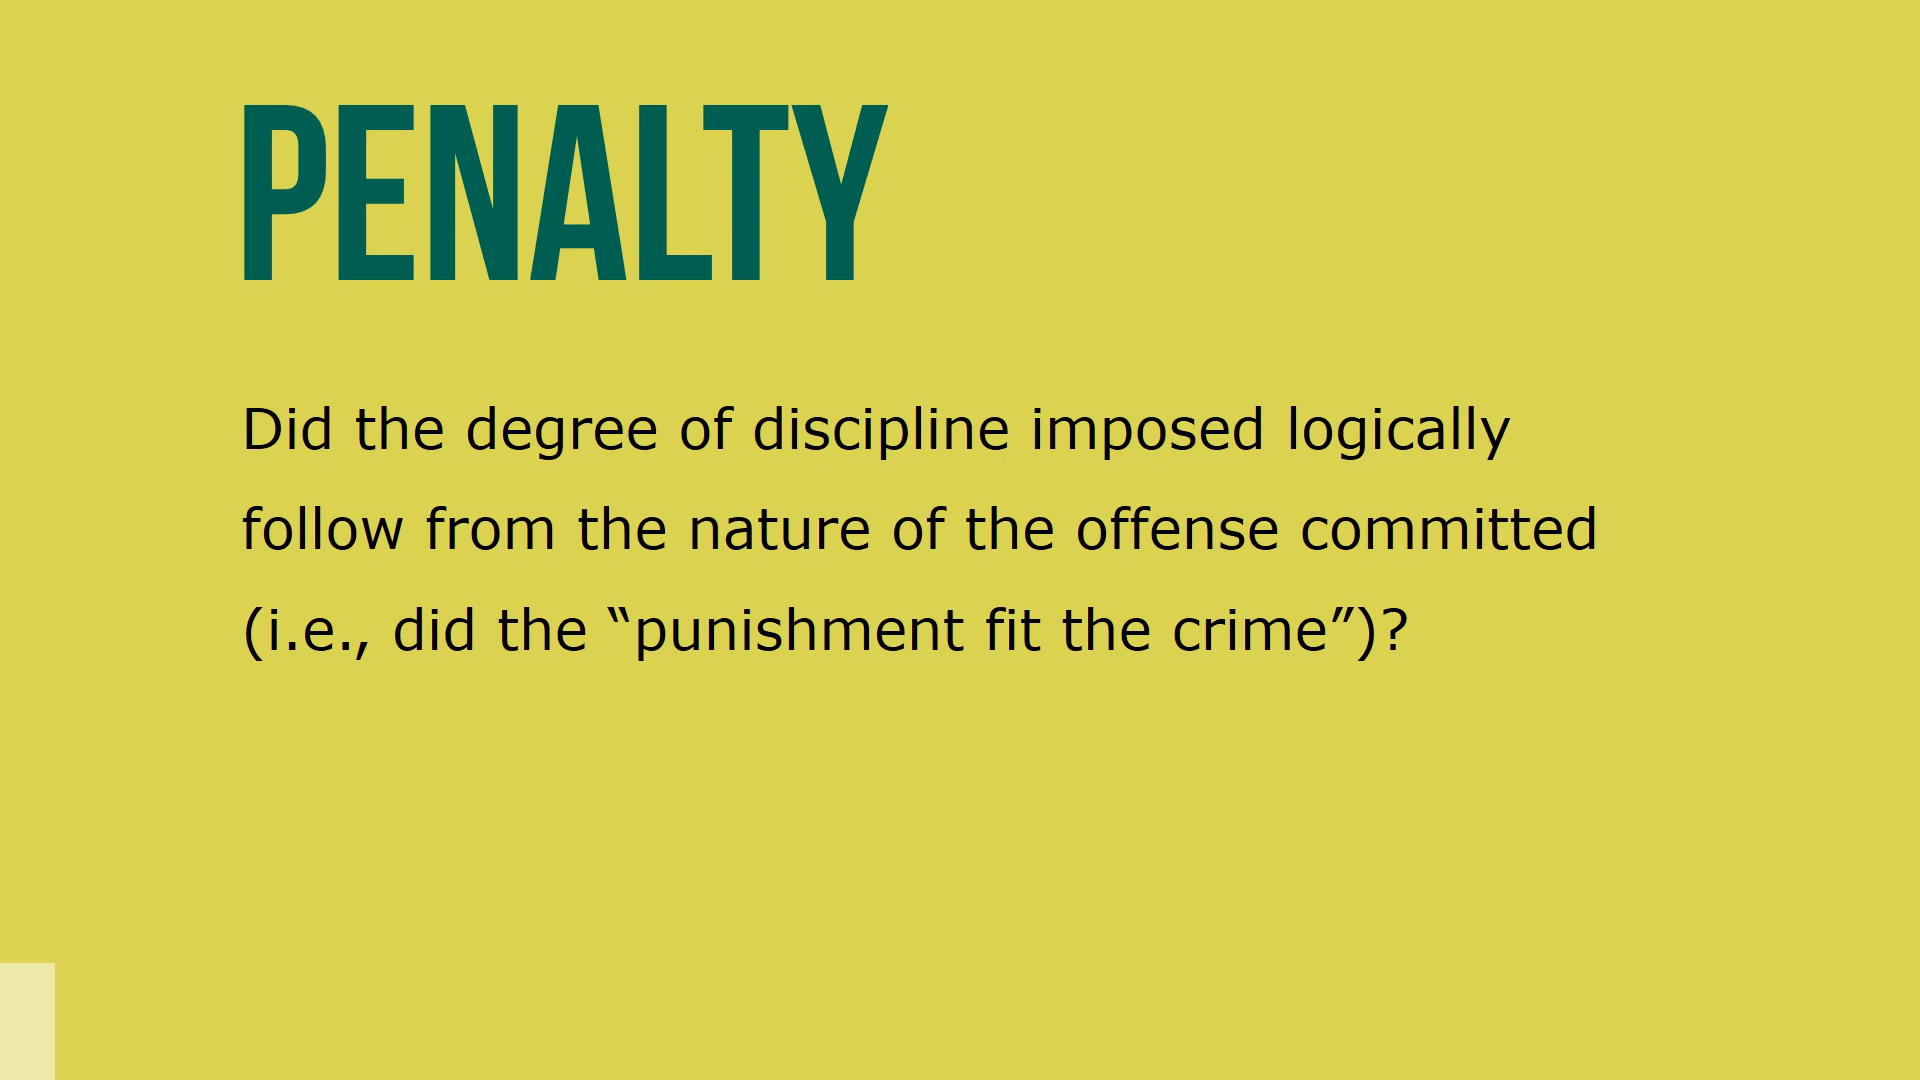 PENALTY
Did the degree of discipline imposed logically
follow from the nature of the offense committed
(i.e., did the “punishment fit the crime”)?